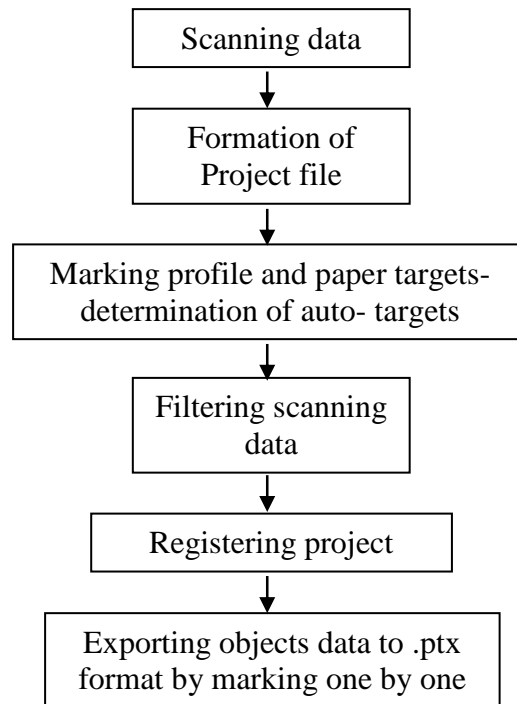 Scanning data
Formation of
Project file
Marking profile and paper targets-
determination of auto- targets
Filtering scanning
data
Registering project
Exporting objects data to .ptx
format by marking one by one